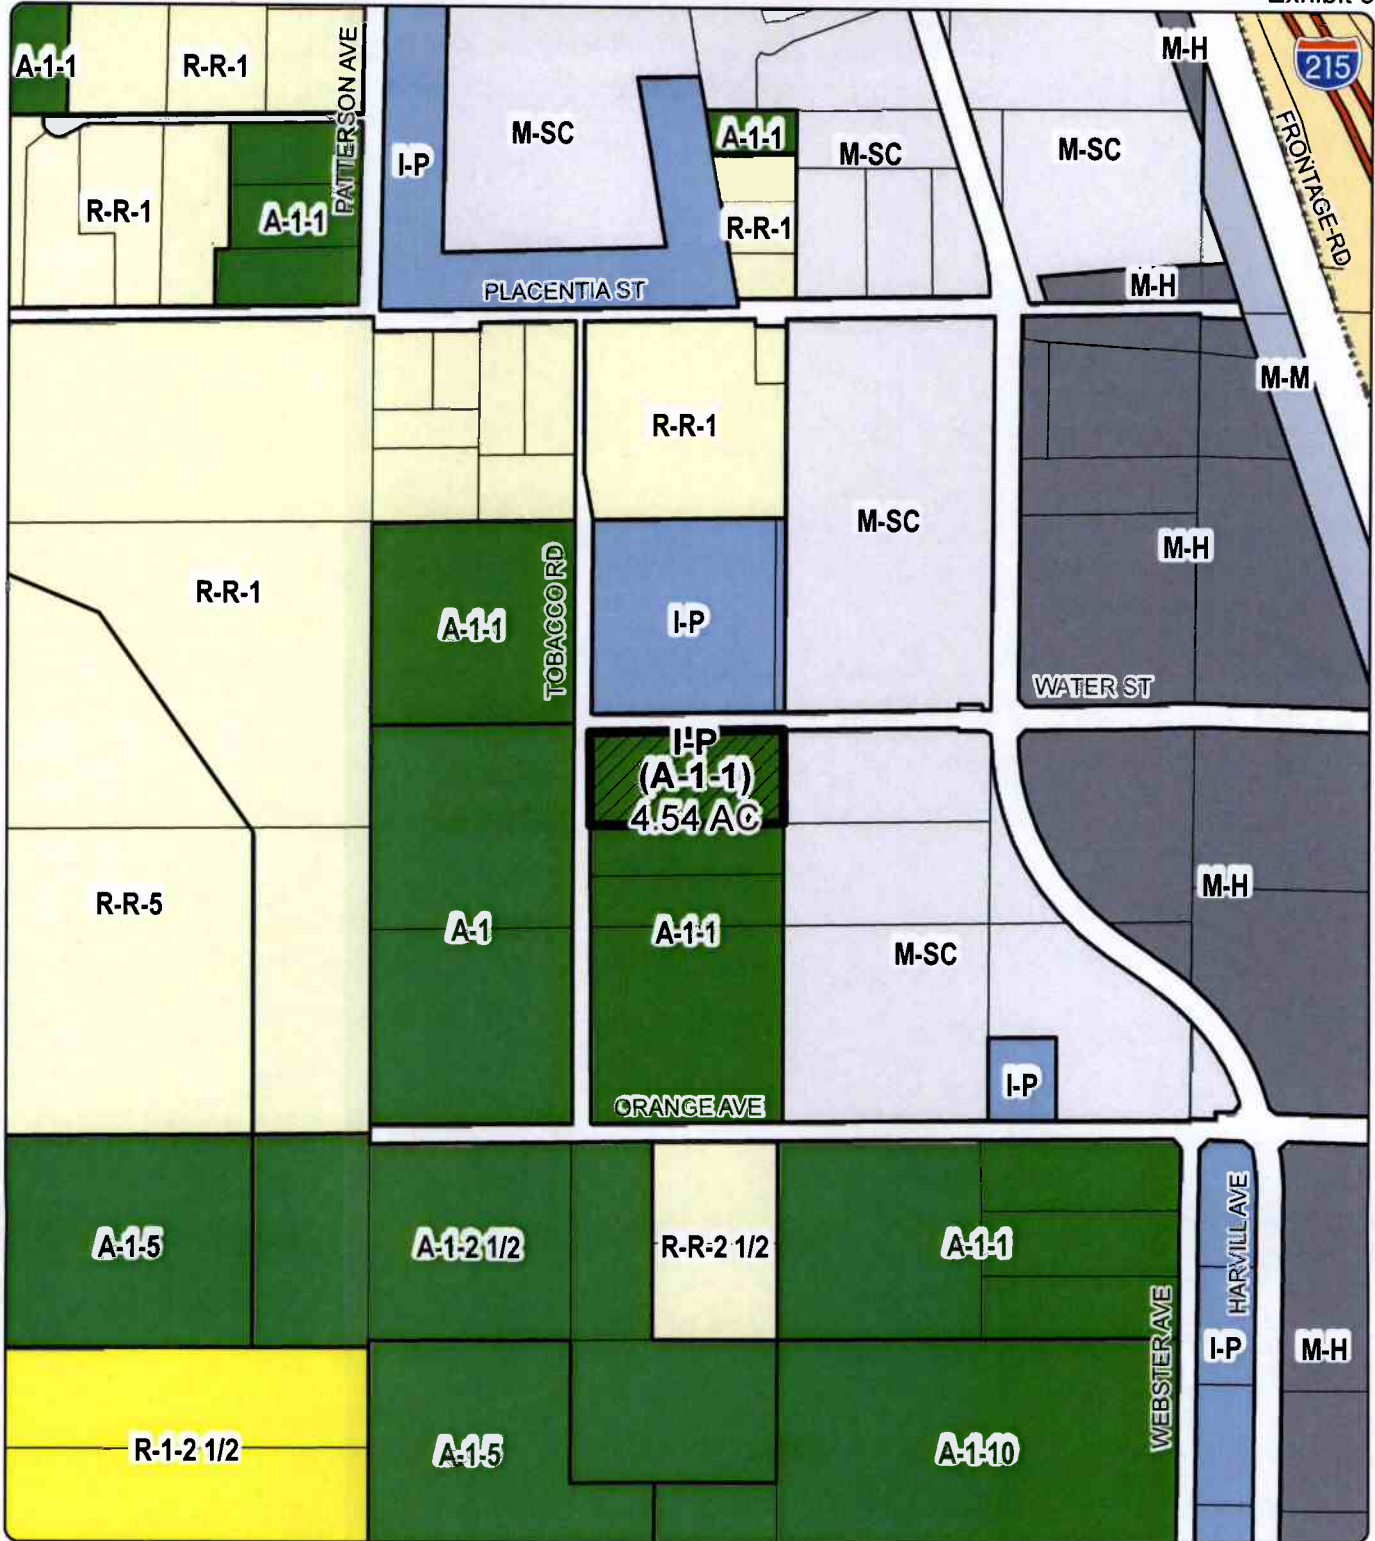 A-1-1
R-R-1
PATTERSON AVE
M-H
215
FRONTAGE RD
I-P
M-SC
A-1-1
M-SC
M-SC
R-R-1
A-1-1
R-R-1
PLACENTIA ST
M-H
M-M
R-R-1
M-SC
M-H
R-R-1
A-1-1
TOBACCO RD
I-P
WATER ST
I-P
(A-1-1)
4.54 AC
R-R-5
A-1
A-1-1
M-SC
M-H
I-P
ORANGE AVE
A-1-5
A-1-2 1/2
R-R-2 1/2
A-1-1
WEBSTER AVE
HARVILL AVE
I-P
M-H
R-1-2 1/2
A-1-5
A-1-10